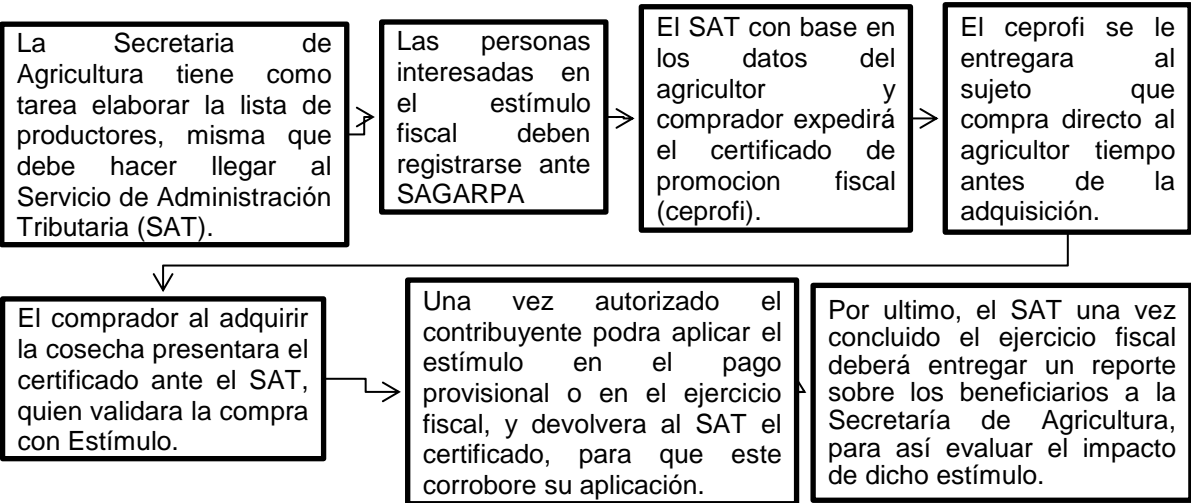 La Secretaria de
Agricultura tiene como
tarea elaborar la lista de
productores, misma que
debe hacer llegar al
Servicio de Administración
Tributaria (SAT).
Las personas
interesadas en
el estímulo
fiscal deben
registrarse ante
SAGARPA
El SAT con base en
los datos del
agricultor y
comprador expedirá
el certificado de
promocion fiscal
(ceprofi).
El ceprofi se le
entregara al
sujeto que
compra directo al
agricultor tiempo
antes de la
adquisición.
El comprador al adquirir
la cosecha presentara el
certificado ante el SAT,
quien validara la compra
con Estímulo.
Una vez autorizado el
contribuyente podra aplicar el
estímulo en el pago
provisional o en el ejercicio
fiscal, y devolvera al SAT el
certificado, para que este
corrobore su aplicación.
Por ultimo, el SAT una vez
concluido el ejercicio fiscal
deberá entregar un reporte
sobre los beneficiarios a la
Secretaría de Agricultura,
para así evaluar el impacto
de dicho estímulo.